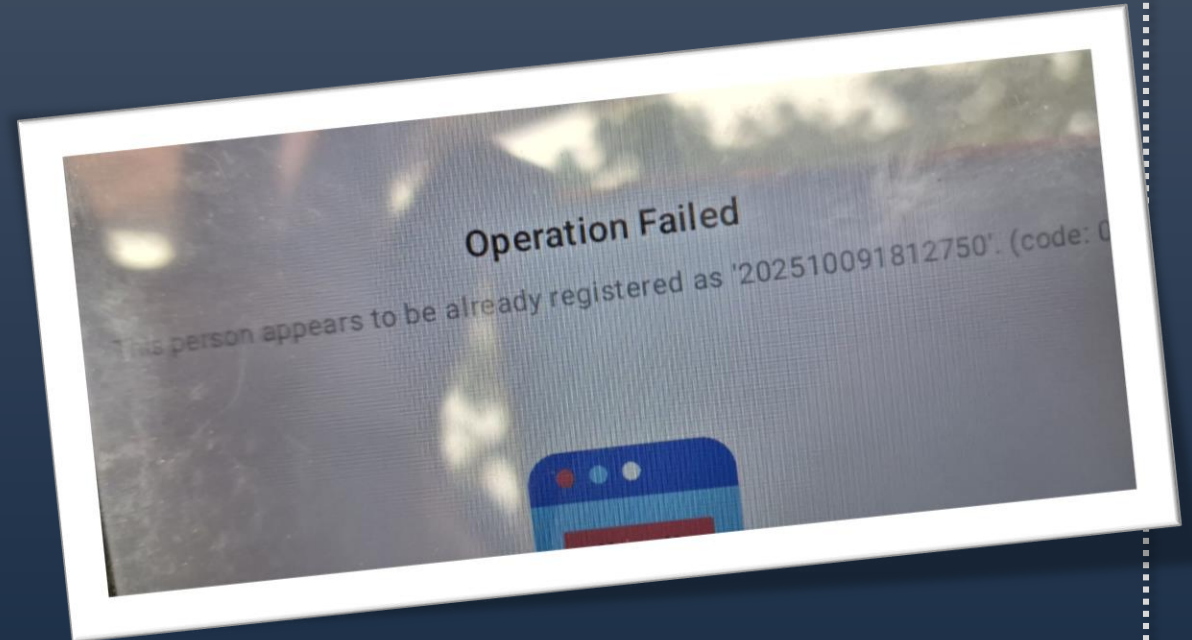 Operation Failed
This person appears to be already registered as '202510091812750'. (code: 0